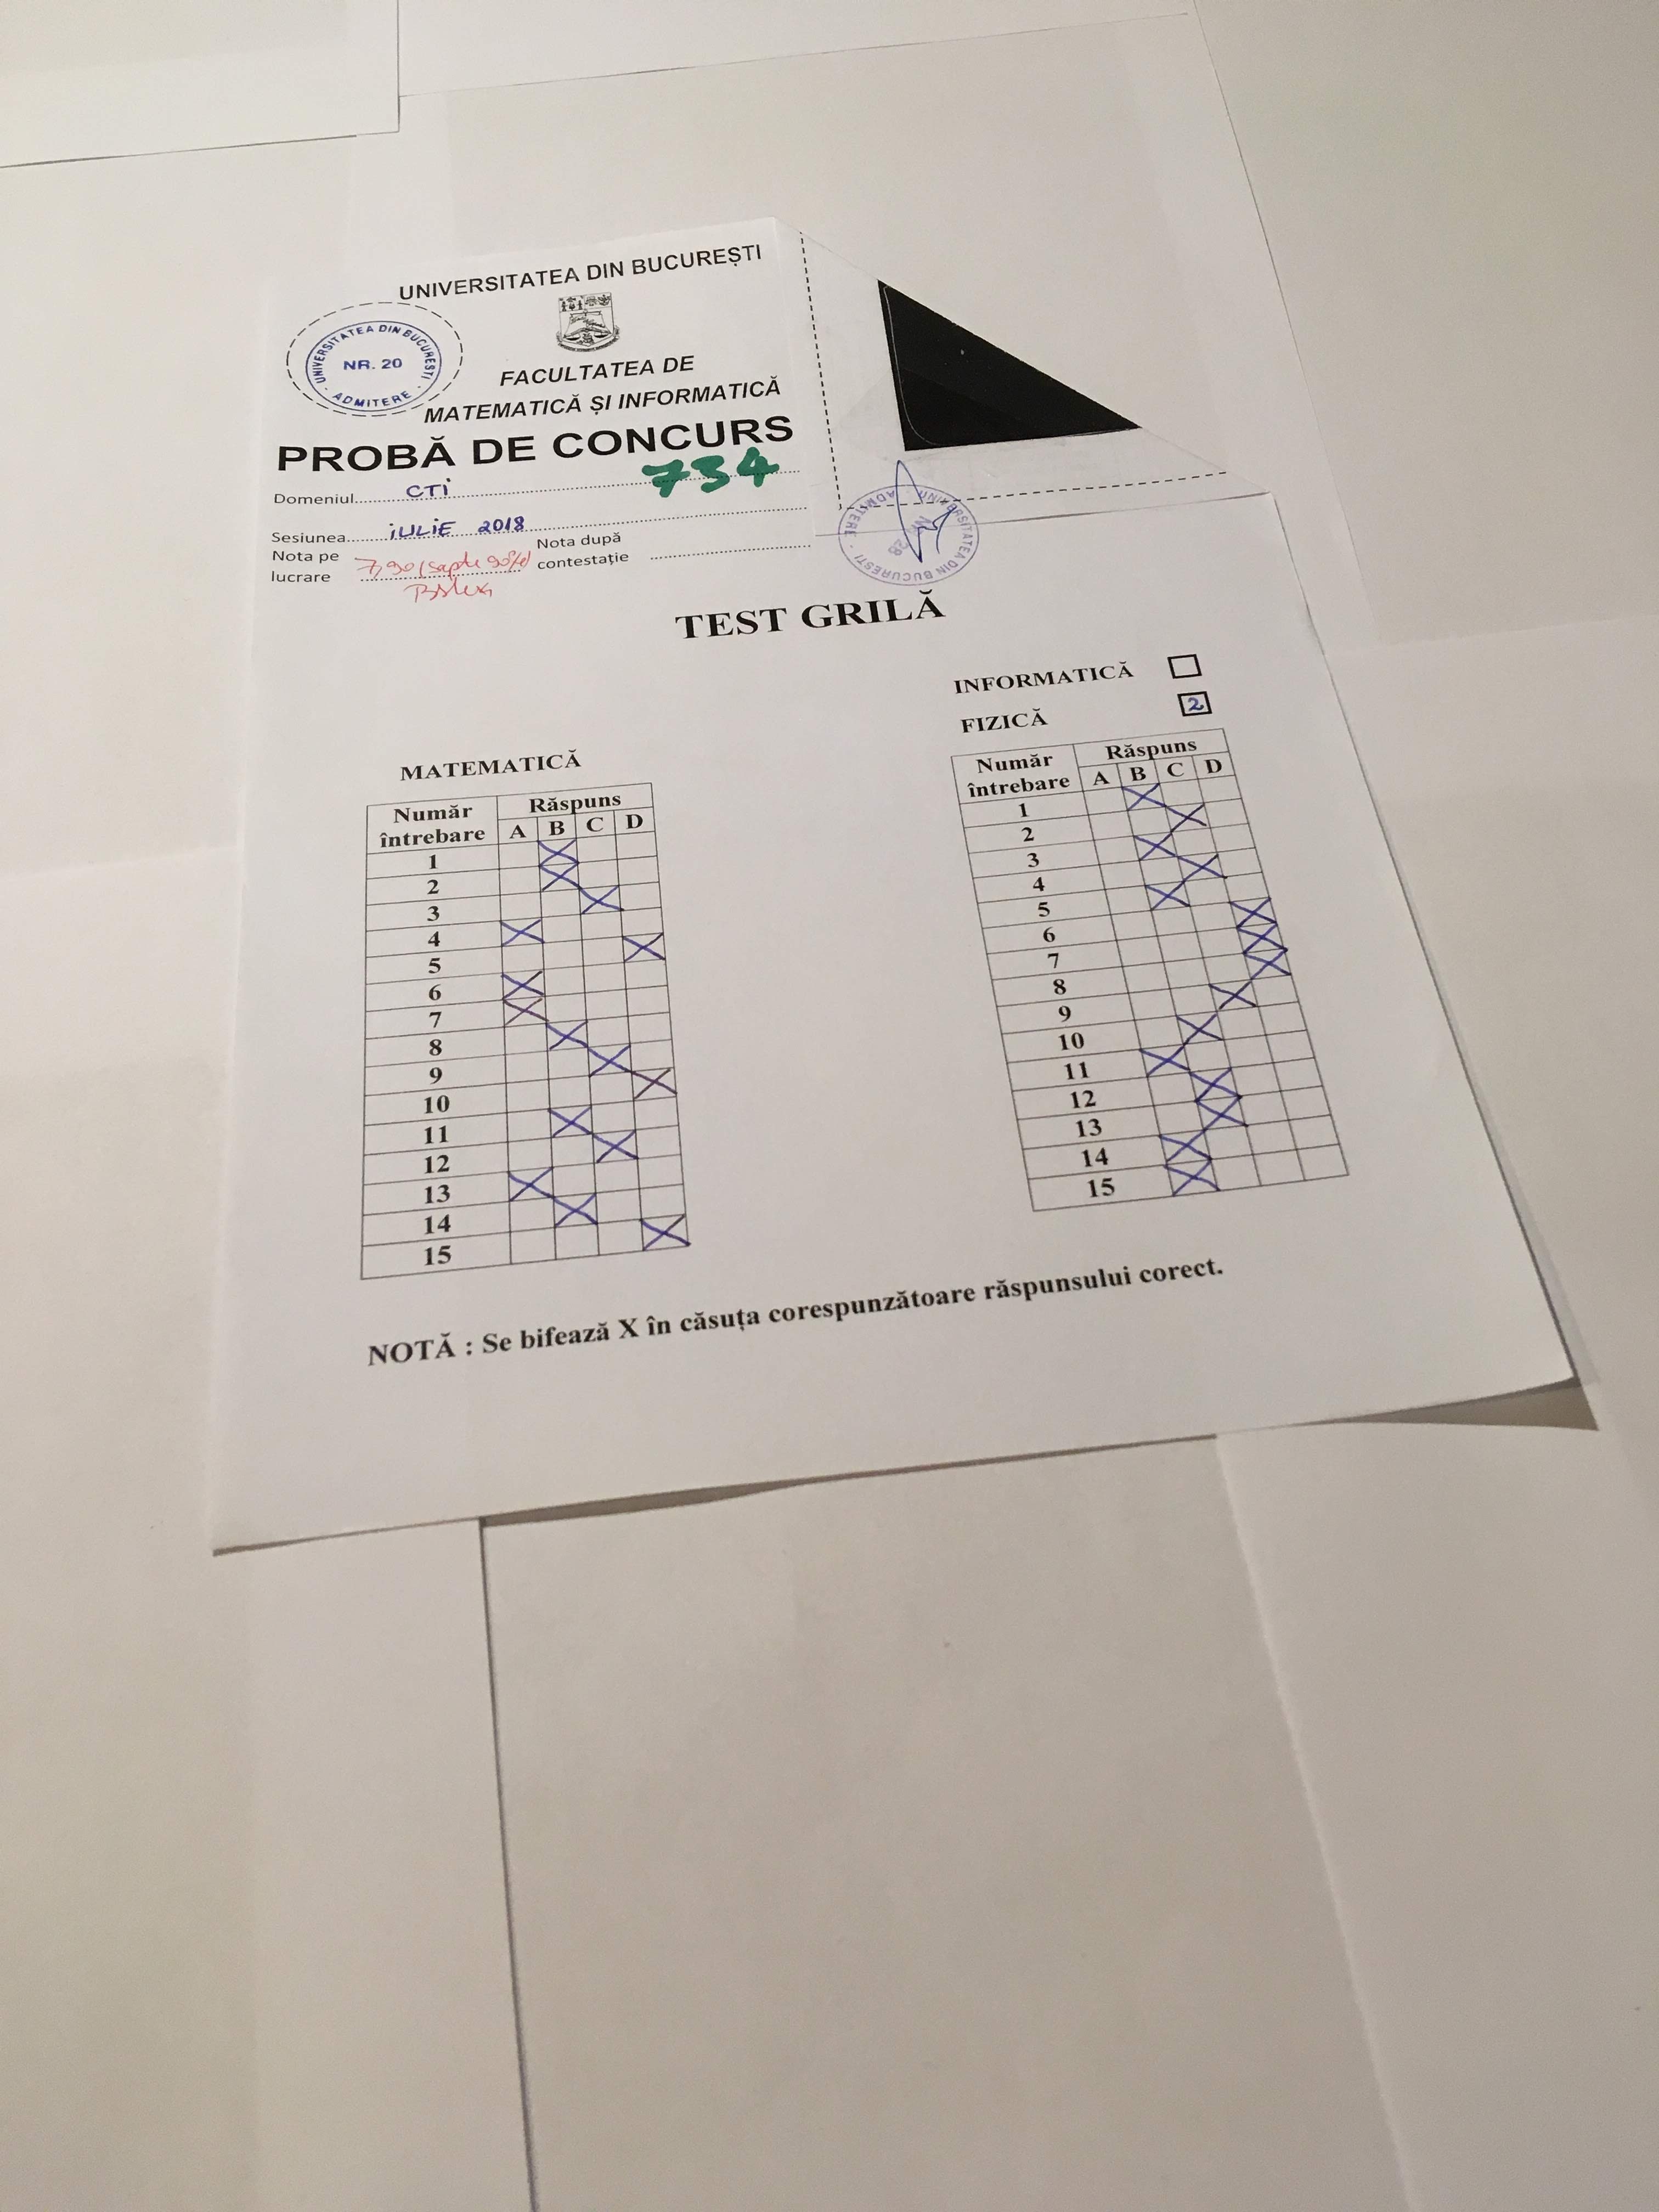 UNIVERSITATEA DIN BUCUREȘTI
UNIVERSITATEA DIN BUCUREȘTI
NR. 20
ADMITERE
FACULTATEA DE
MATEMATICĂ ȘI INFORMATICĂ
PROBĂ DE CONCURS
734
Domeniul CTi
Sesiunea iULiE 2018
Nota pe lucrare 7,90 (șapte 90%)
Nota după contestație
UNIVERSITATEA DIN BUCUREȘTI
NR. 28
ADMITERE
TEST GRILĂ
INFORMATICĂ
FIZICĂ 2
MATEMATICĂ
Număr întrebare Răspuns
A B C D
1
2
3
4
5
6
7
8
9
10
11
12
13
14
15
Număr întrebare Răspuns
A B C D
1
2
3
4
5
6
7
8
9
10
11
12
13
14
15
NOTĂ : Se bifează X în căsuța corespunzătoare răspunsului corect.